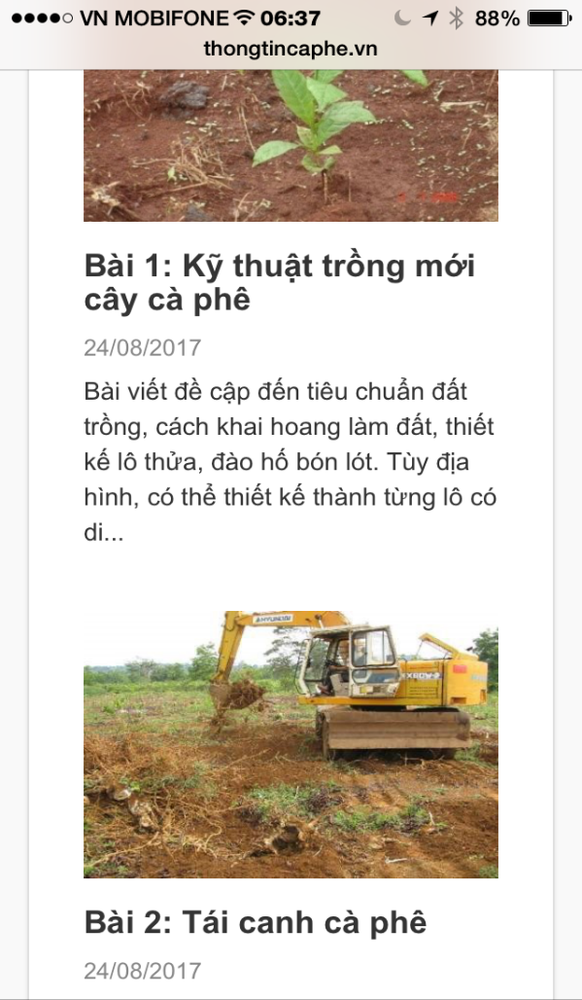 VN MOBIFONE 06:37 88%
thongtincaphe.vn
Bài 1: Kỹ thuật trồng mới
cây cà phê
24/08/2017
Bài viết đề cập đến tiêu chuẩn đất
trồng, cách khai hoang làm đất, thiết
kế lô thửa, đào hố bón lót. Tùy địa
hình, có thể thiết kế thành từng lô có
di...
HYUNDAI
Bài 2: Tái canh cà phê
24/08/2017